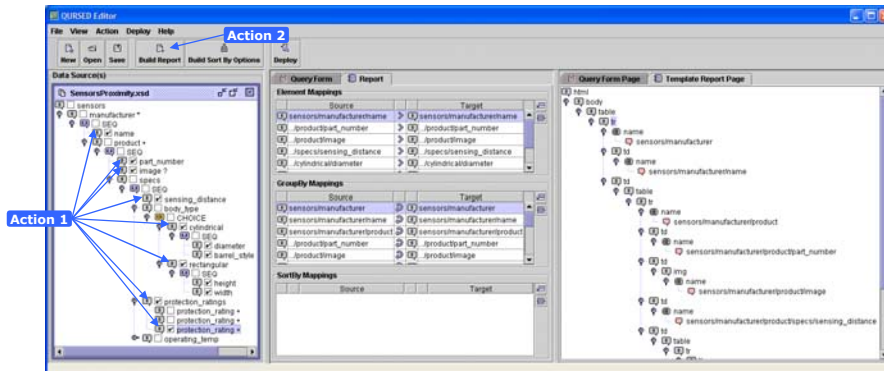 QURSED Editor
File View Action Deploy Help
Action 2
New Open Save Build Report Build Sort By Options Deploy
Data Source(s)
SensorsProximity.xsd
sensors
manufacturer *
SEQ
name
product +
SEQ
part_number
image ?
specs
SEQ
sensing_distance
body_type
CHOICE
cylindrical
SEQ
diameter
barrel_style
rectangular
SEQ
height
width
protection_ratings
protection_rating +
protection_rating +
protection_rating +
operating_temp
Action 1
Query Form Report
Element Mappings
Source Target
sensors/manufacturer/name sensors/manufacturer/name
.../product/part_number .../product/part_number
.../product/image .../product/image
.../specs/sensing_distance .../specs/sensing_distance
.../cylindrical/diameter .../cylindrical/diameter
GroupBy Mappings
Source Target
sensors/manufacturer sensors/manufacturer
sensors/manufacturer/name sensors/manufacturer/name
sensors/manufacturer/product sensors/manufacturer/product
.../product/part_number .../product/part_number
.../product/image .../product/image
SortBy Mappings
Source Target
Query Form Page Template Report Page
html
body
table
tr
name
sensors/manufacturer
td
name
sensors/manufacturer/name
td
table
tr
name
sensors/manufacturer/product
td
name
sensors/manufacturer/product/part_number
td
img
name
sensors/manufacturer/product/image
td
name
sensors/manufacturer/product/specs/sensing_distance
td
table
tr